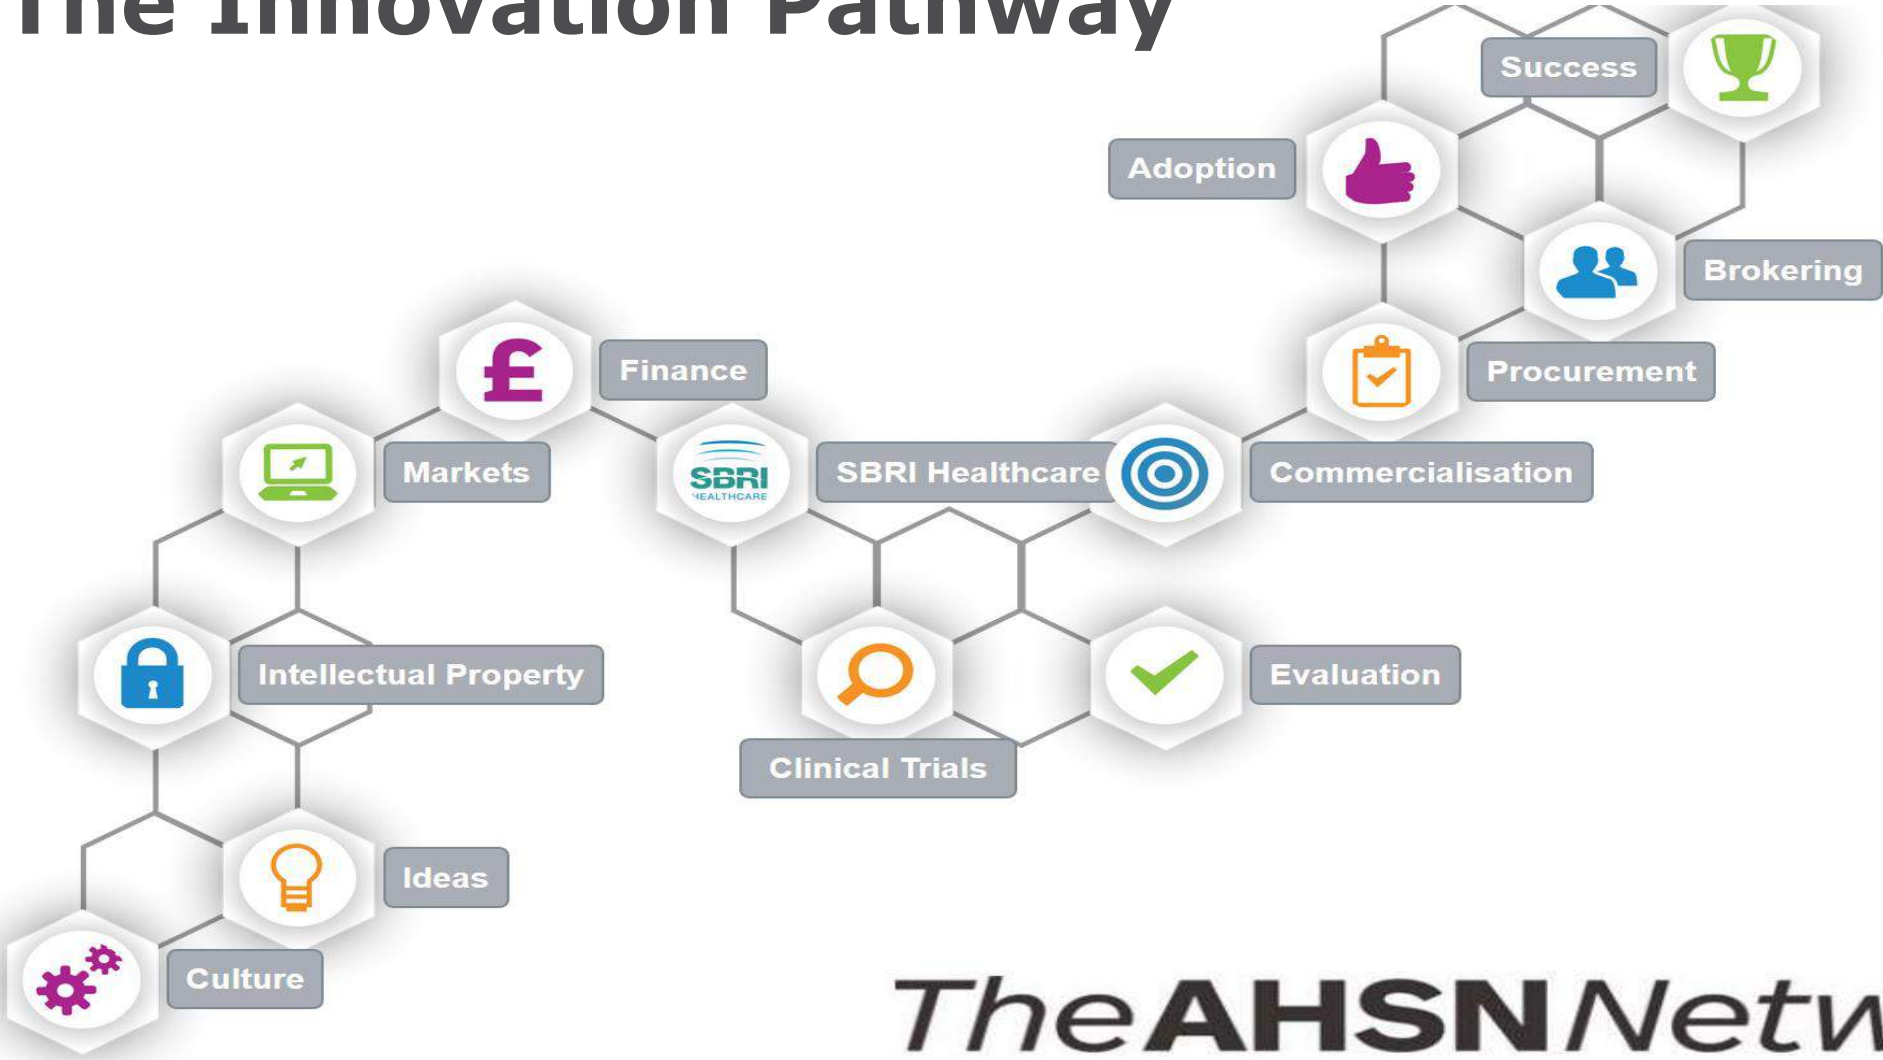 The Innovation Pathway
Success
Adoption
Brokering
Finance
Procurement
Markets
SBRI
HEALTHCARE
SBRI Healthcare
Commercialisation
Intellectual Property
Evaluation
Clinical Trials
Ideas
Culture
TheAHSNNetw